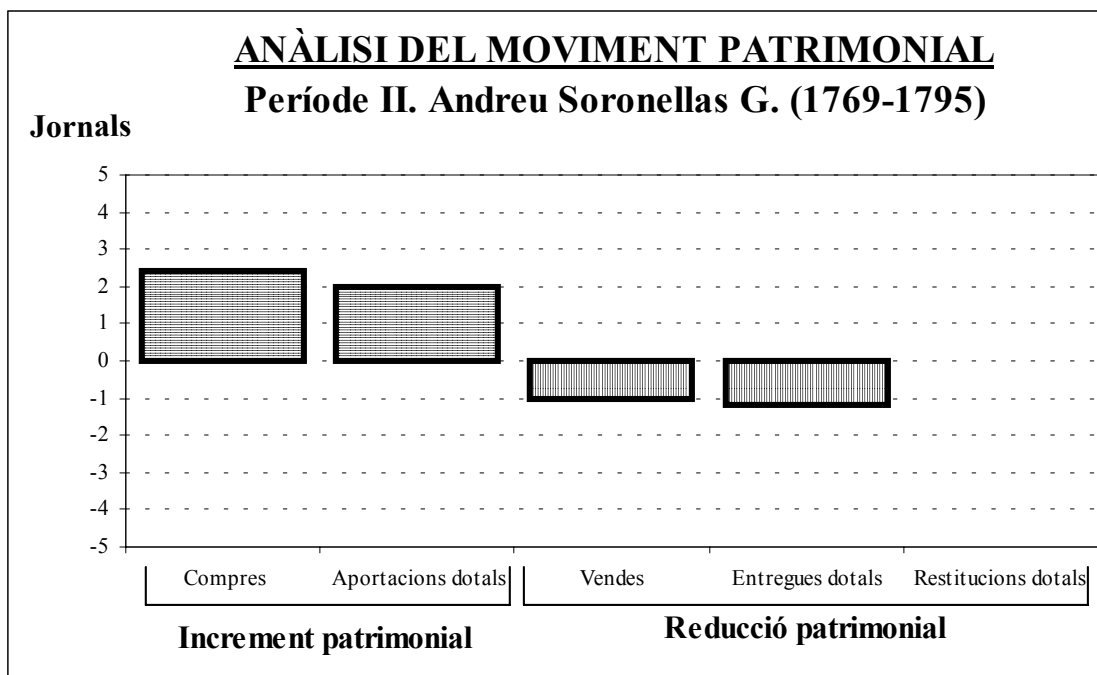 ANÀLISI DEL MOVIMENT PATRIMONIAL
Període II. Andreu Soronellas G. (1769-1795)
Jornals
5
4
3
2
1
0
-1
-2
-3
-4
-5
Compres Aportacions dotals Vendes Entregues dotals Restitucions dotals
Increment patrimonial Reducció patrimonial